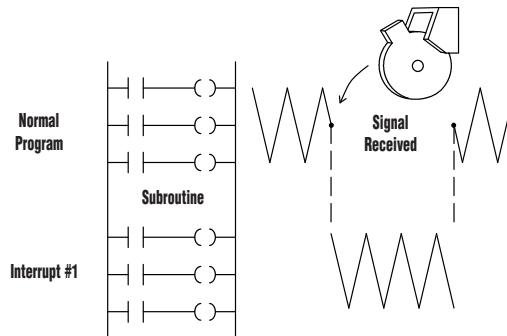 Normal
Program
Signal
Received
Subroutine
Interrupt #1